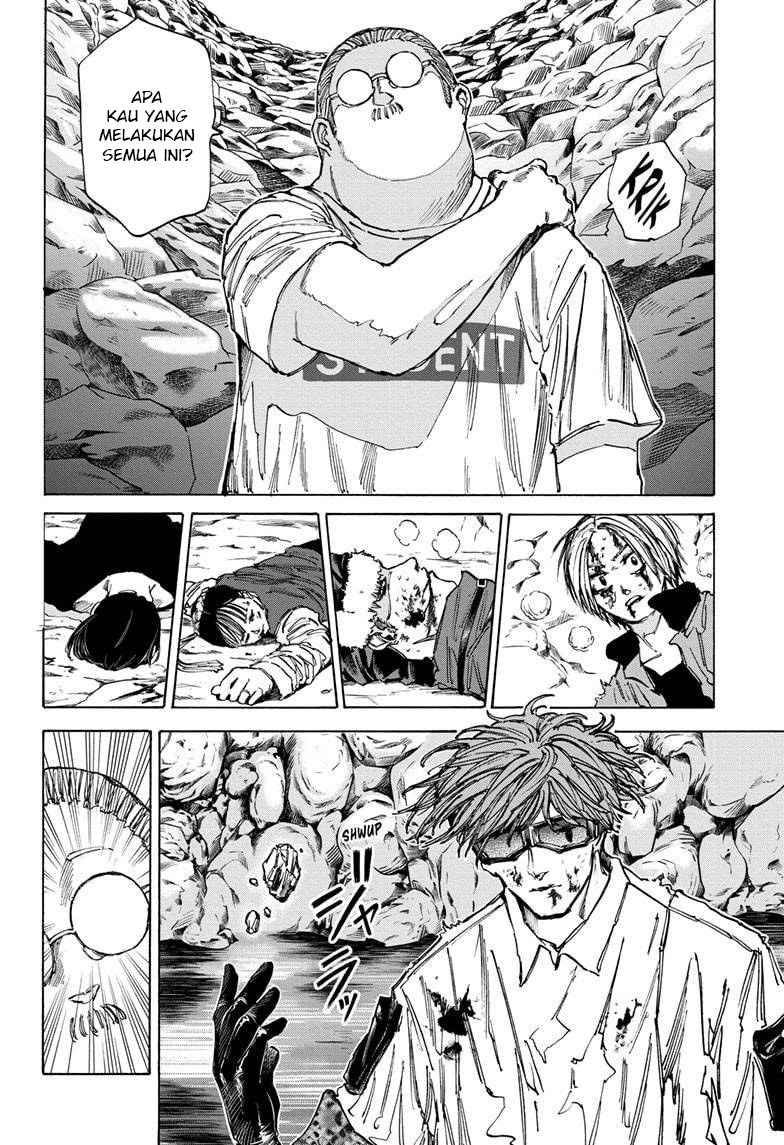 APA
KAU YANG
MELAKUKAN
SEMUA INI?
KRIK
STUDENT
SHWUP
ジャラッ